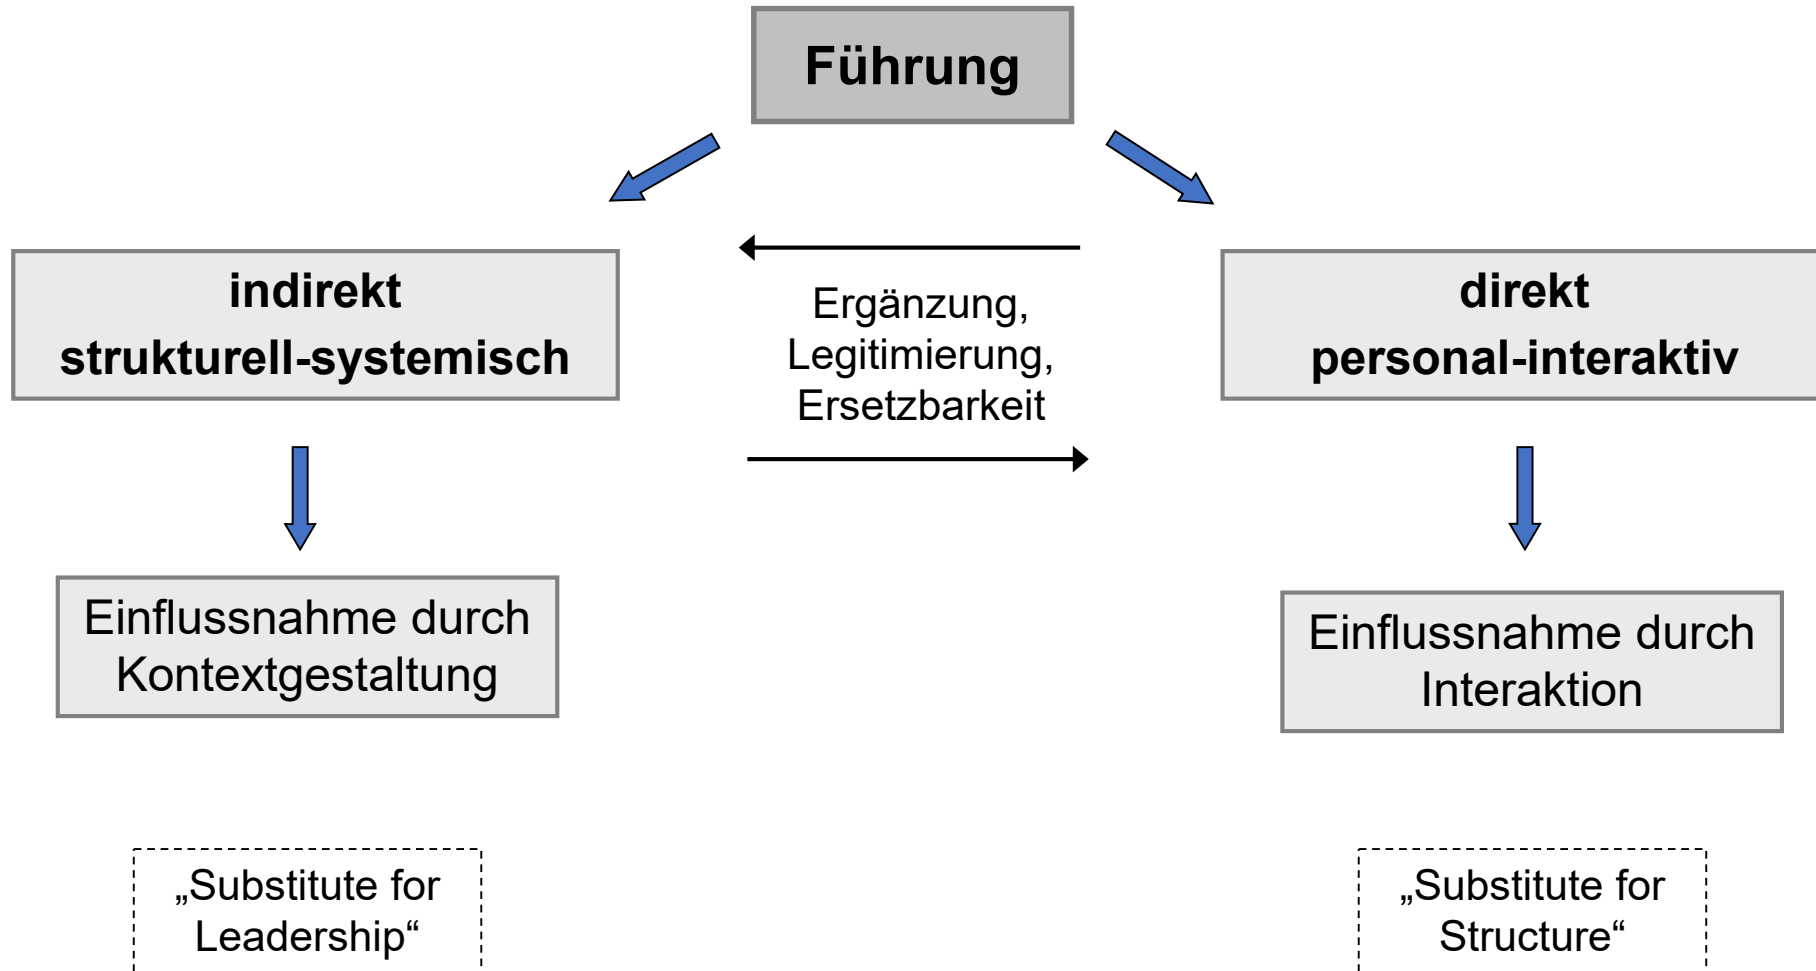 Führung
indirekt
strukturell-systemisch
Ergänzung,
Legitimierung,
Ersetzbarkeit
direkt
personal-interaktiv
Einflussnahme durch
Kontextgestaltung
Einflussnahme durch
Interaktion
„Substitute for
Leadership“
„Substitute for
Structure“